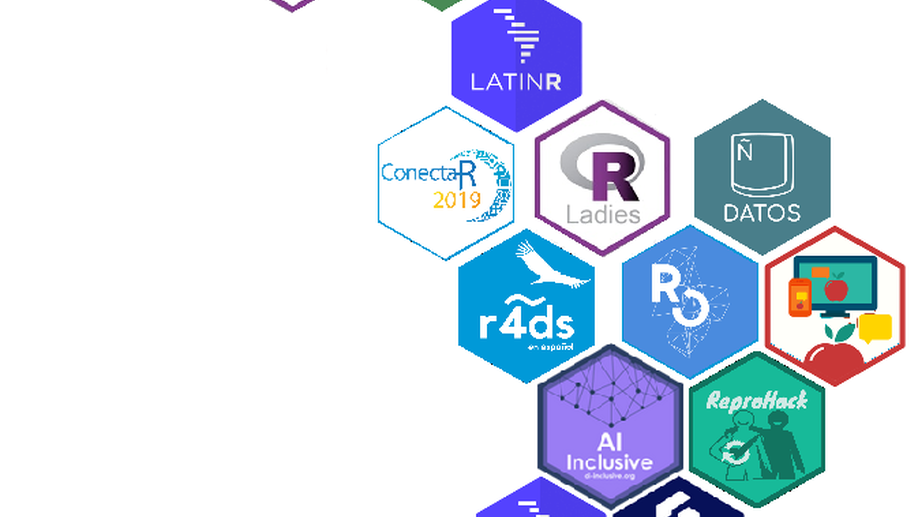 LATINR
ConectaR
2019
R
Ladies
Ñ
DATOS
r4ds
en español
R
AI
Inclusive
ai-inclusive.org
ReproHack